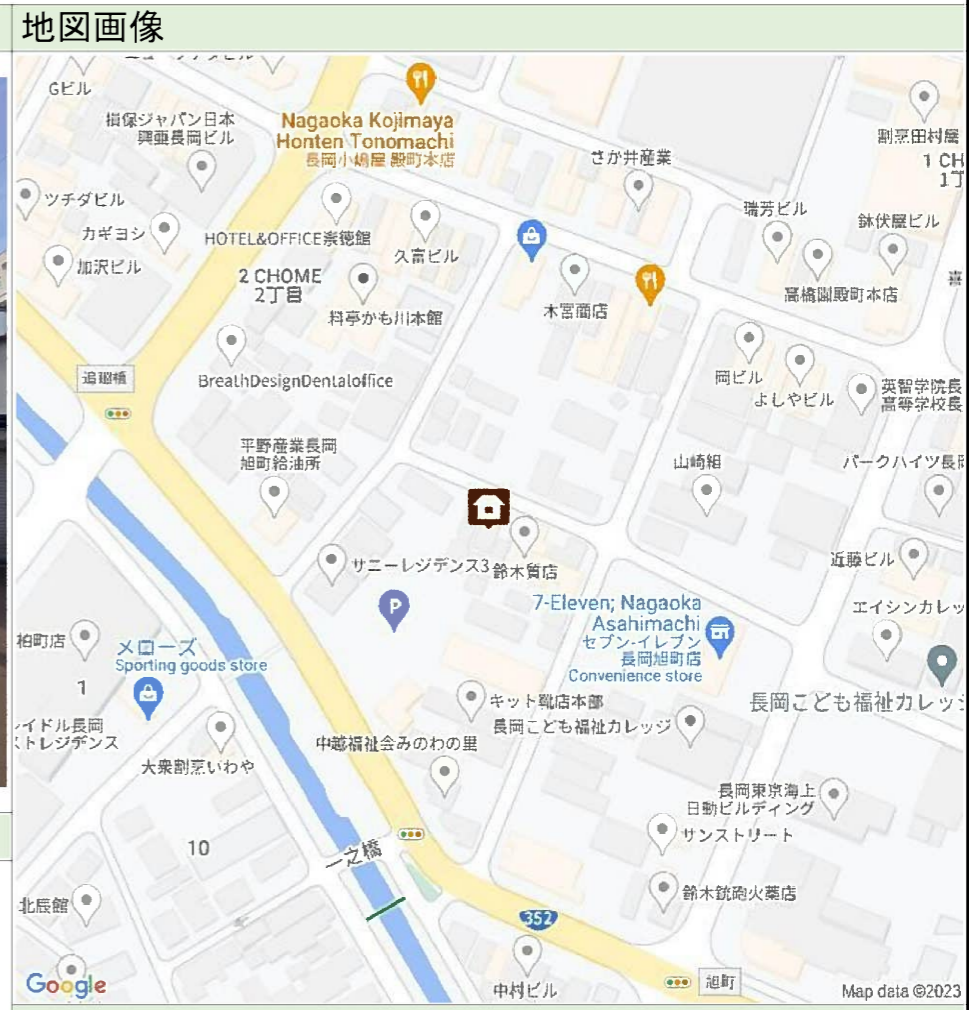 地図画像
Gビル
損保ジャパン日本
興亜長岡ビル
Nagaoka Kojimaya
Honten Tonomachi
長岡小嶋屋 殿町本店
割烹田村屋
1 CH
1丁
さか井産業
ツチダビル
瑞芳ビル
鉢伏屋ビル
カギヨシ
HOTEL&OFFICE崇徳館
久富ビル
加沢ビル
2 CHOME
2丁目
髙橋園殿町本店
喜
料亭かも川本館
木宮商店
追廻橋
BreathDesignDentaloffice
岡ビル
よしやビル
英智学院長
高等学校長
平野産業長岡
旭町給油所
山崎組
パークハイツ長岡
サニーレジデンス3
鈴木質店
近藤ビル
P
7-Eleven; Nagaoka
Asahimachi
セブン-イレブン
長岡旭町店
Convenience store
エイシンカレッ
柏町店
メローズ
Sporting goods store
1
キット靴店本部
長岡こども福祉カレッジ
長岡こども福祉カレッジ
イドル長岡
ストレジデンス
中越福祉会みのわの里
大衆割烹いわや
長岡東京海上
日動ビルディング
サンストリート
10
一之橋
北辰館
鈴木銃砲火薬店
352
Google
中村ビル
旭町
Map data ©2023